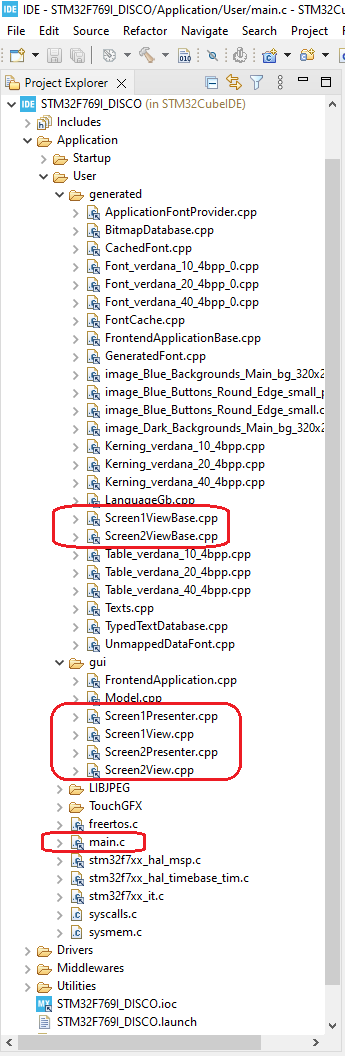 IDE - STM32F769I_DISCO/Application/User/main.c - STM32Cu
File Edit Source Refactor Navigate Search Project R
Project Explorer
STM32F769I_DISCO (in STM32CubeIDE)
Includes
Application
Startup
User
generated
ApplicationFontProvider.cpp
BitmapDatabase.cpp
CachedFont.cpp
Font_verdana_10_4bpp_0.cpp
Font_verdana_20_4bpp_0.cpp
Font_verdana_40_4bpp_0.cpp
FontCache.cpp
FrontendApplicationBase.cpp
GeneratedFont.cpp
image_Blue_Backgrounds_Main_bg_320x2
image_Blue_Buttons_Round_Edge_small_p
image_Blue_Buttons_Round_Edge_small.c
image_Dark_Backgrounds_Main_bg_320x2
Kerning_verdana_10_4bpp.cpp
Kerning_verdana_20_4bpp.cpp
Kerning_verdana_40_4bpp.cpp
LanguageGb.cpp
Screen1ViewBase.cpp
Screen2ViewBase.cpp
Table_verdana_10_4bpp.cpp
Table_verdana_20_4bpp.cpp
Table_verdana_40_4bpp.cpp
Texts.cpp
TypedTextDatabase.cpp
UnmappedDataFont.cpp
gui
FrontendApplication.cpp
Model.cpp
Screen1Presenter.cpp
Screen1View.cpp
Screen2Presenter.cpp
Screen2View.cpp
LIBJPEG
TouchGFX
freertos.c
main.c
stm32f7xx_hal_msp.c
stm32f7xx_hal_timebase_tim.c
stm32f7xx_it.c
syscalls.c
sysmem.c
Drivers
Middlewares
Utilities
STM32F769I_DISCO.ioc
STM32F769I_DISCO.launch